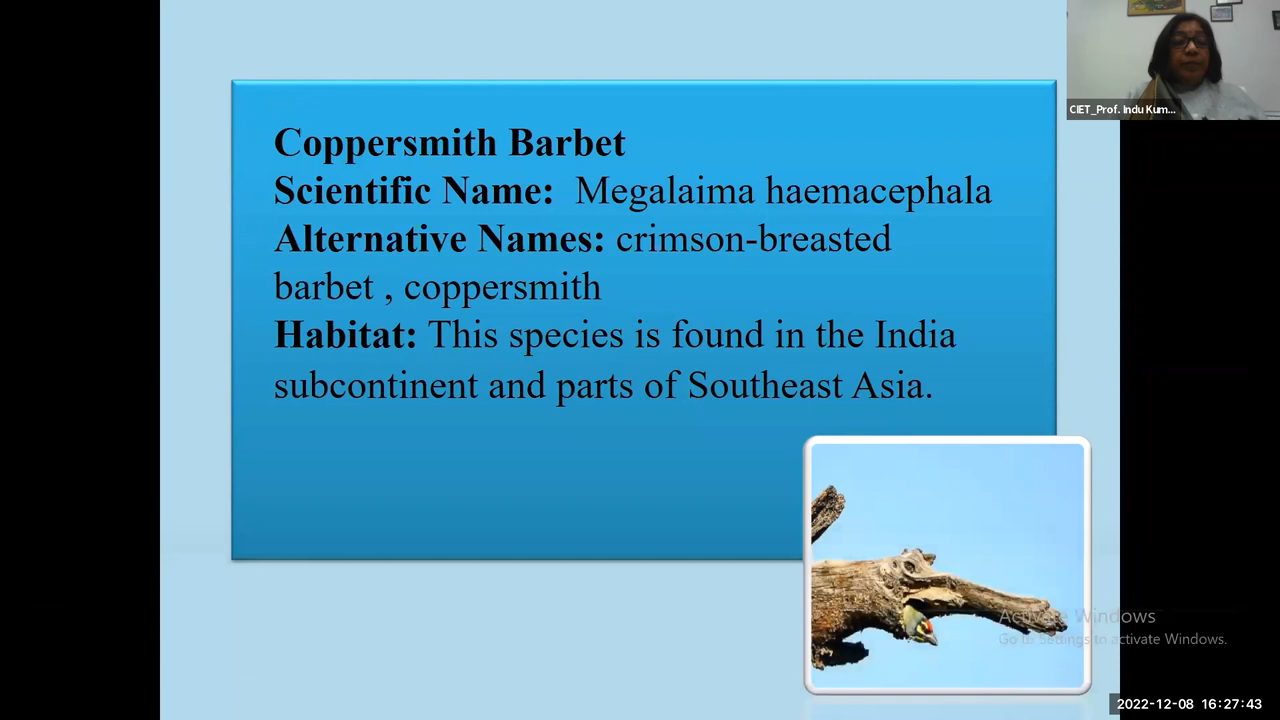 CIET_Prof. Indu Kum...
Coppersmith Barbet
Scientific Name: Megalaima haemacephala
Alternative Names: crimson-breasted
barbet , coppersmith
Habitat: This species is found in the India
subcontinent and parts of Southeast Asia.
Activate Windows
Go to Settings to activate Windows.
2022-12-08 16:27:43